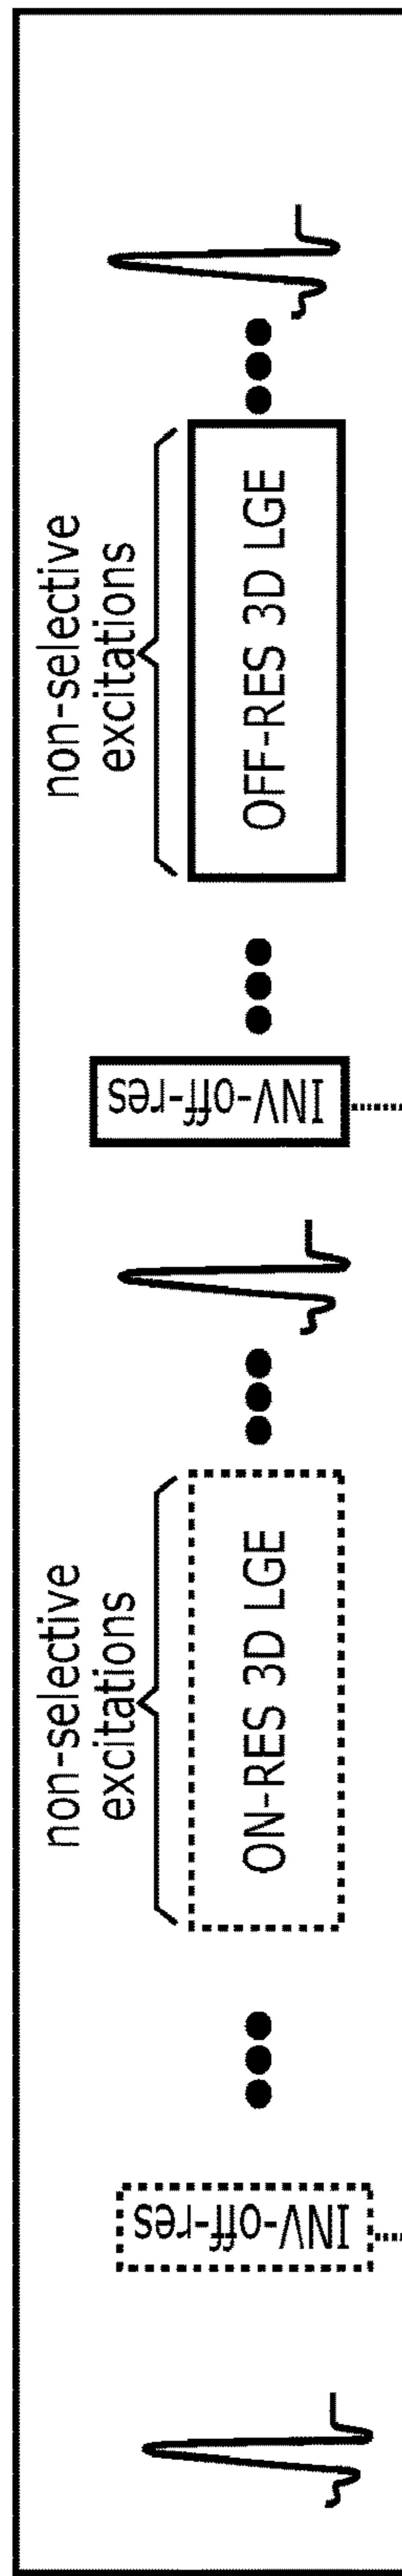 INV-off-res
non-selective
excitations
ON-RES 3D LGE
INV-off-res
non-selective
excitations
OFF-RES 3D LGE